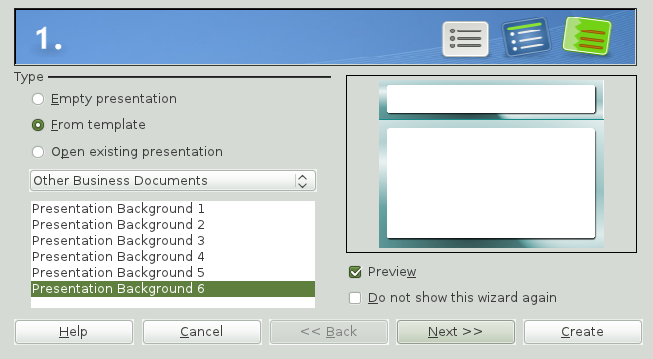 1.
Type
Empty presentation
From template
Open existing presentation
Other Business Documents
Presentation Background 1
Presentation Background 2
Presentation Background 3
Presentation Background 4
Presentation Background 5
Presentation Background 6
Preview
Do not show this wizard again
Help
Cancel
<< Back
Next >>
Create